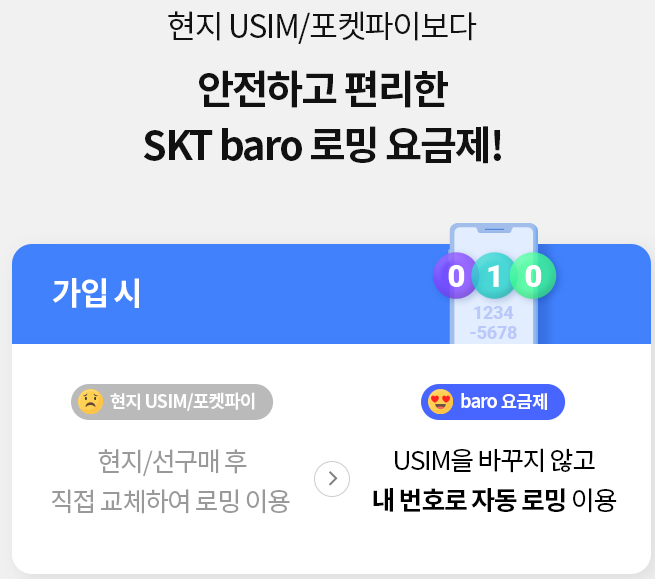 현지 USIM/포켓파이보다
안전하고 편리한
SKT baro 로밍 요금제!
가입 시
0 1 0
1234
-5678
현지 USIM/포켓파이
현지/선구매 후
직접 교체하여 로밍 이용
baro 요금제
USIM을 바꾸지 않고
내 번호로 자동 로밍 이용